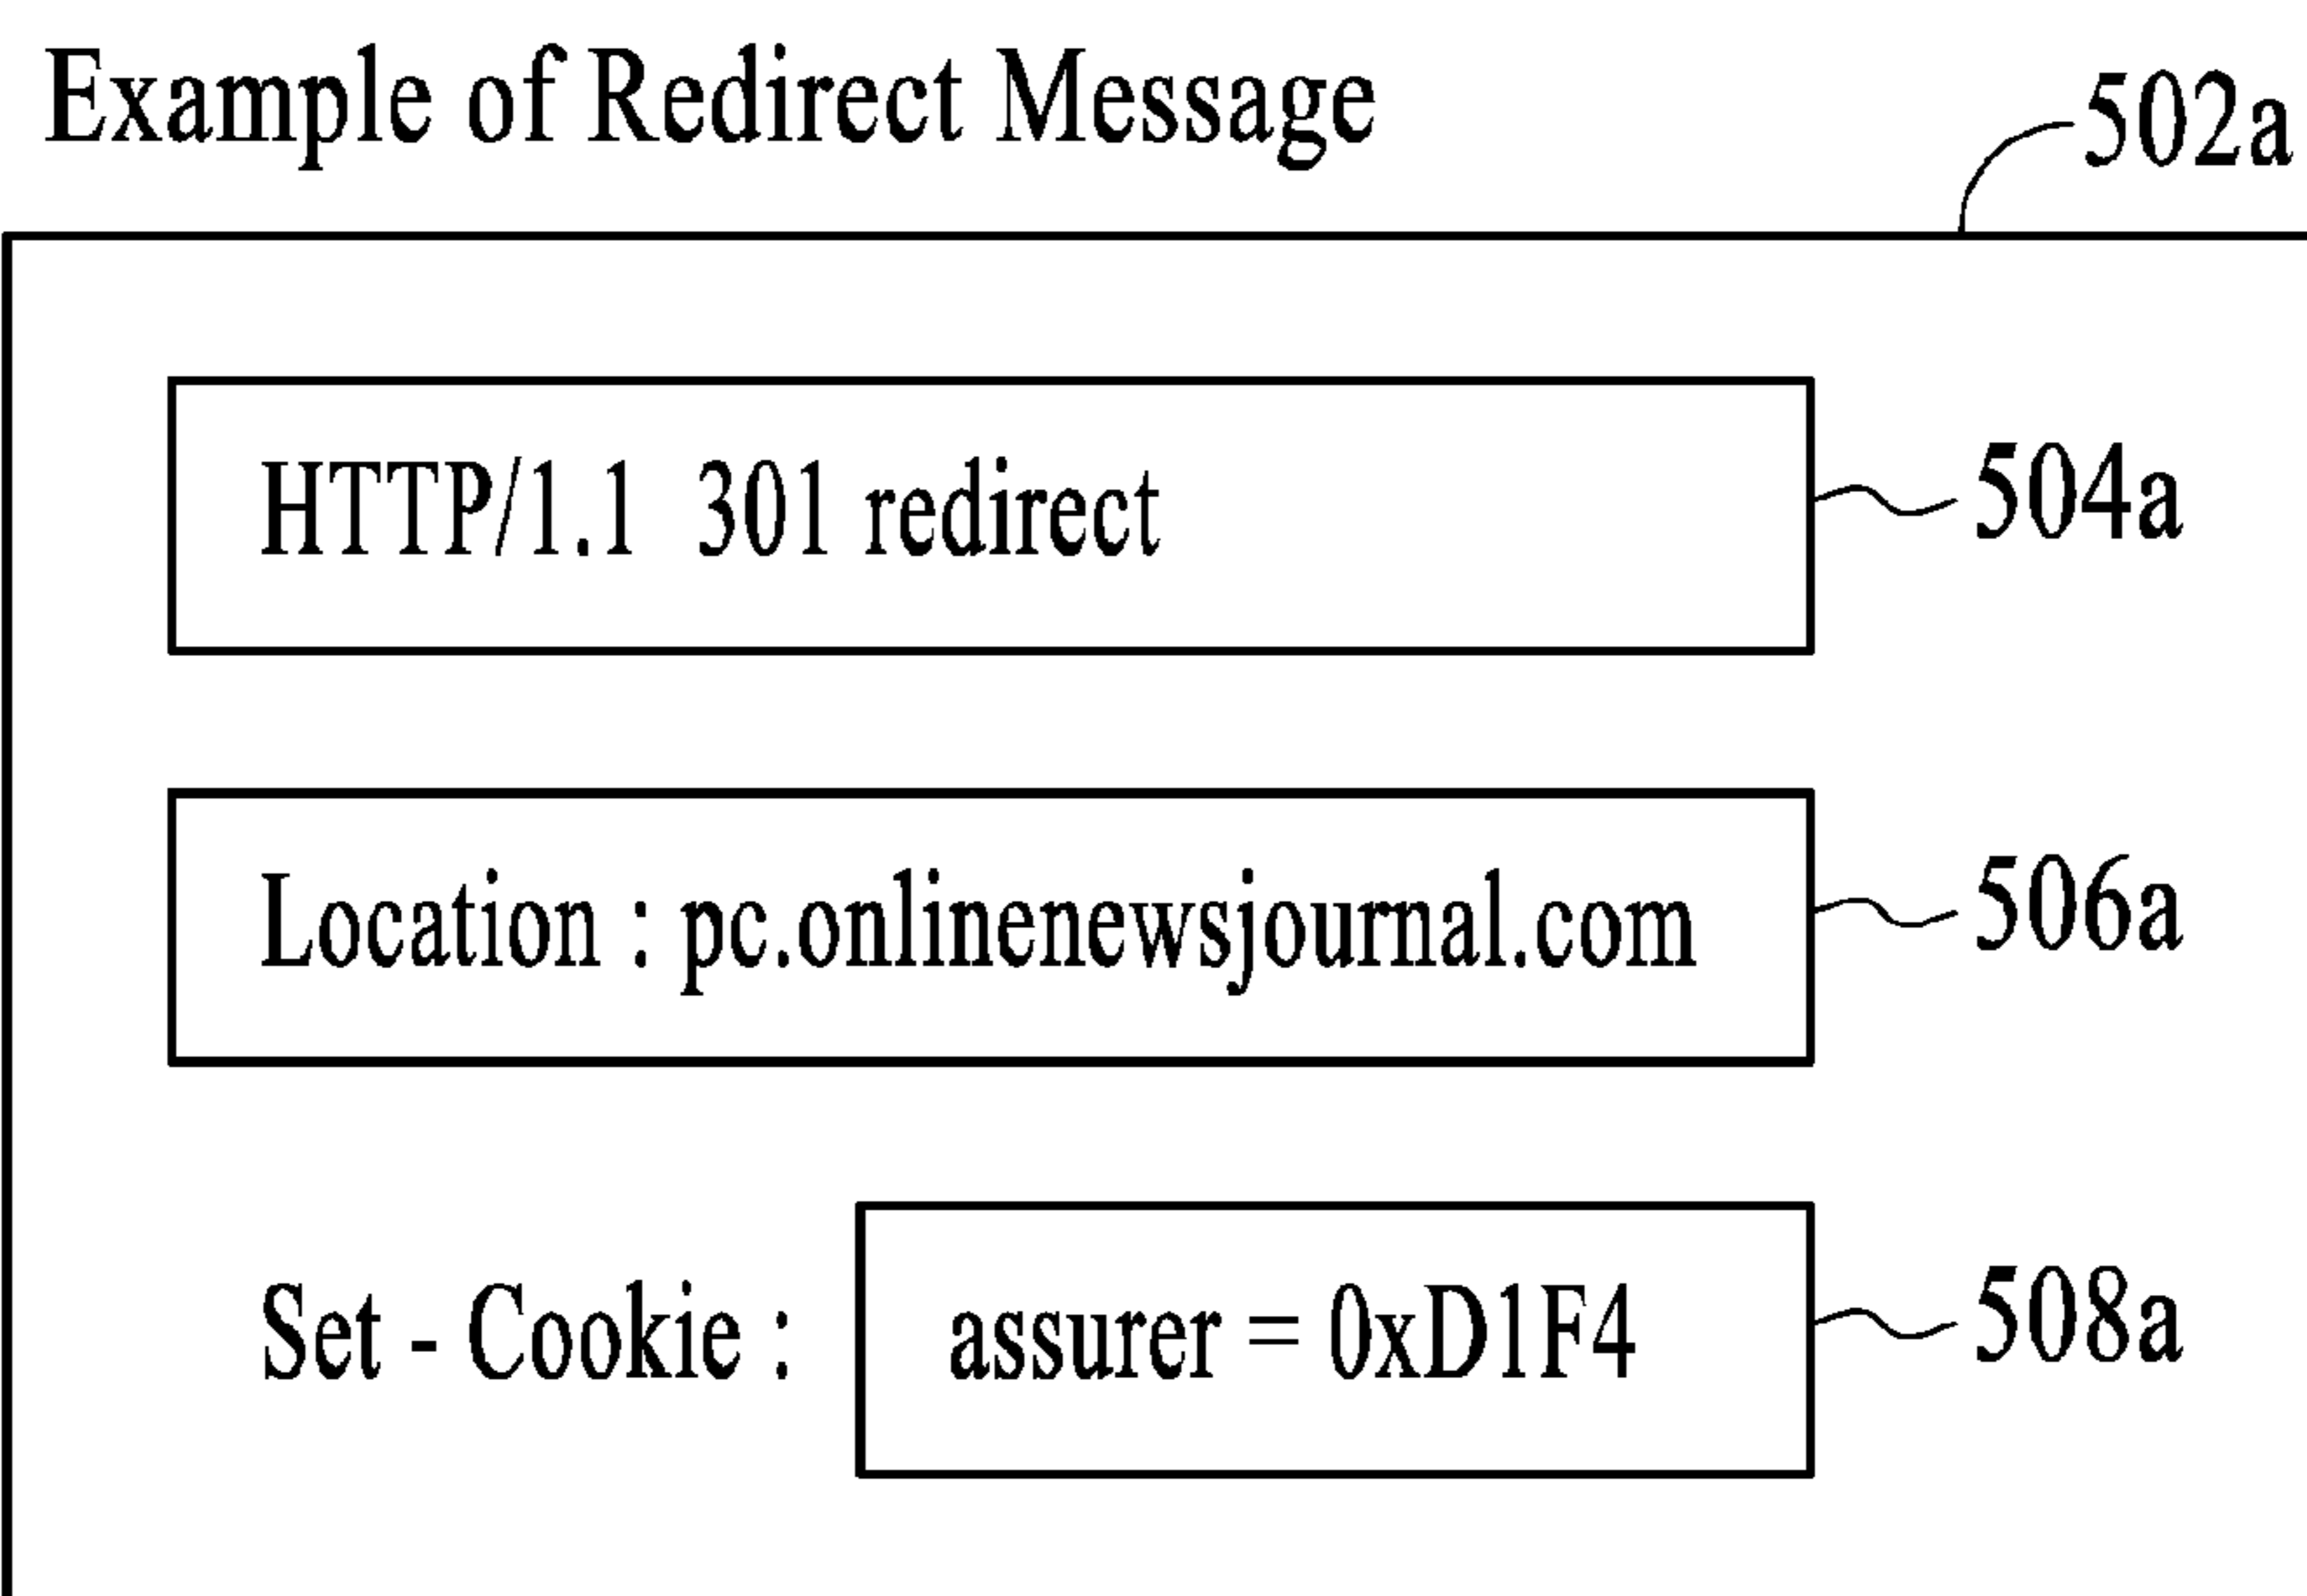 Example of Redirect Message
502a
HTTP/1.1 301 redirect
504a
Location : pc.onlinenewsjournal.com
506a
Set - Cookie : assurer = 0xD1F4
508a